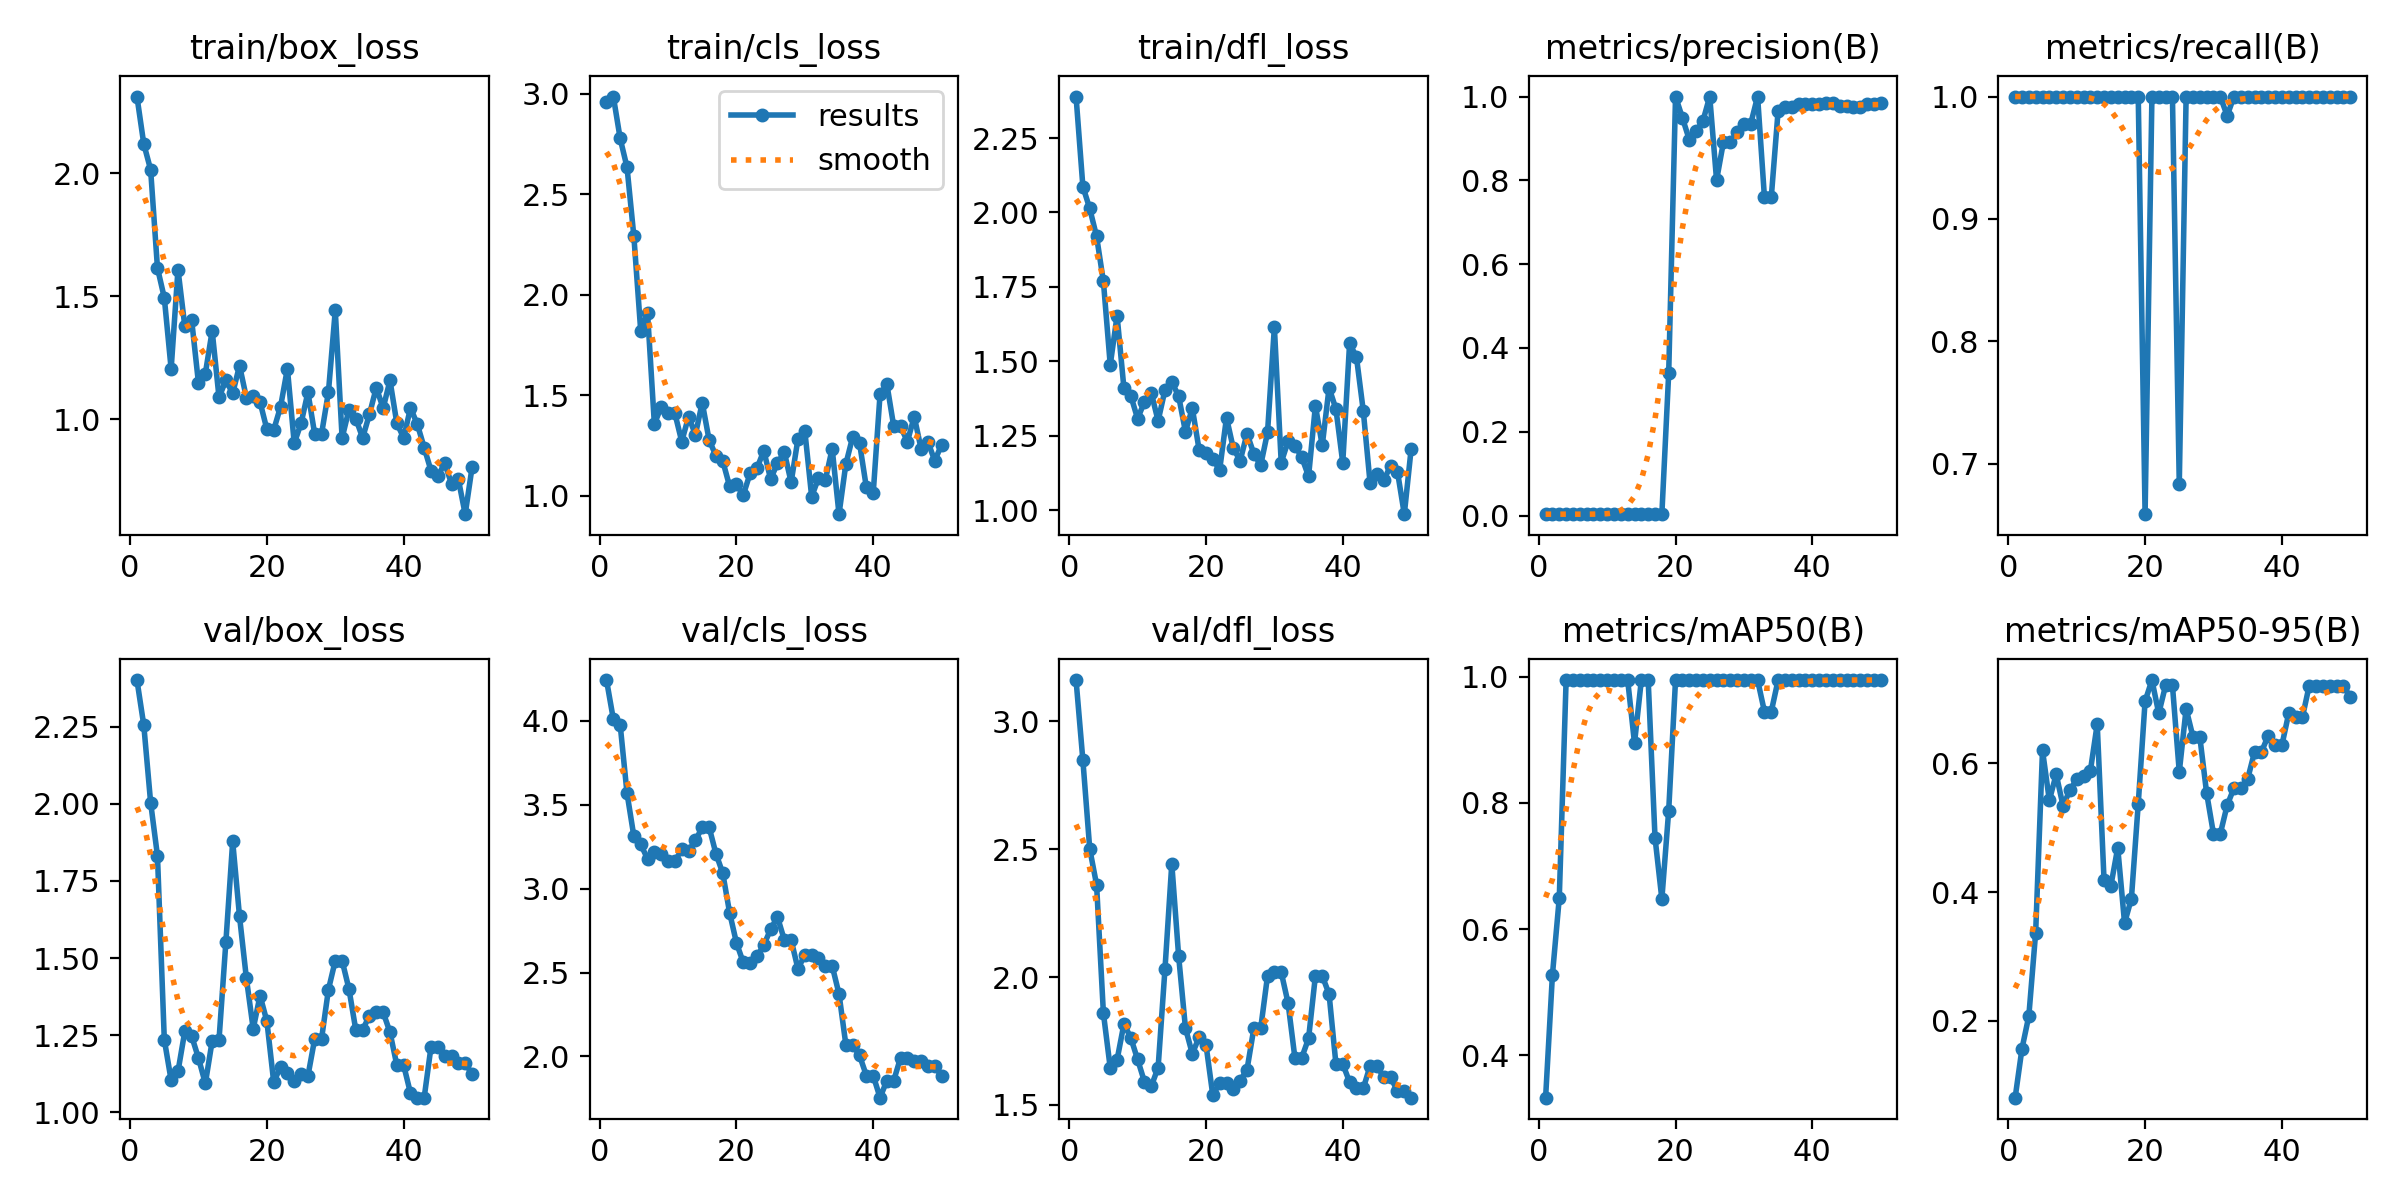 train/box_loss
2.0
1.5
1.0
0 20 40
train/cls_loss
3.0
2.5
2.0
1.5
1.0
0 20 40
results
smooth
train/dfl_loss
2.25
2.00
1.75
1.50
1.25
1.00
0 20 40
metrics/precision(B)
1.0
0.8
0.6
0.4
0.2
0.0
0 20 40
metrics/recall(B)
1.0
0.9
0.8
0.7
0 20 40
val/box_loss
2.25
2.00
1.75
1.50
1.25
1.00
0 20 40
val/cls_loss
4.0
3.5
3.0
2.5
2.0
0 20 40
val/dfl_loss
3.0
2.5
2.0
1.5
0 20 40
metrics/mAP50(B)
1.0
0.8
0.6
0.4
0 20 40
metrics/mAP50-95(B)
0.6
0.4
0.2
0 20 40